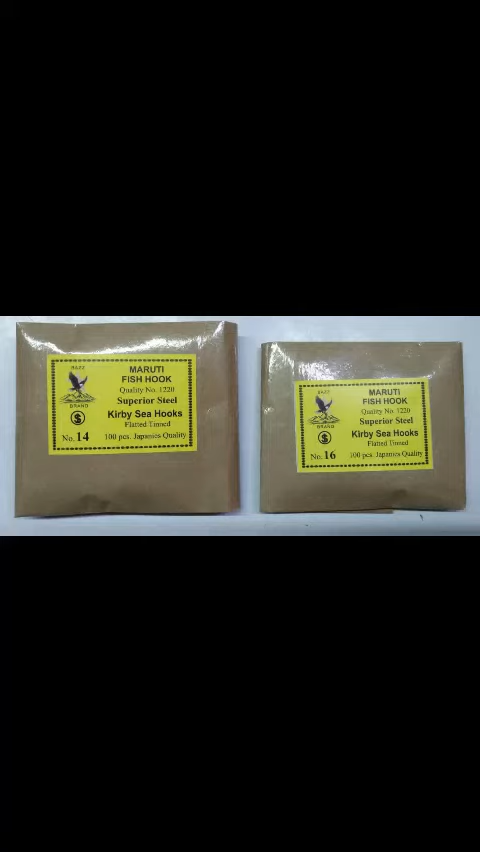 BAZZ
BRAND
$
MARUTI
FISH HOOK
Quality No. 1220
Superior Steel
Kirby Sea Hooks
Flatted Tinned
No. 14
100 pcs. Japanies Quality
BAZZ
BRAND
$
MARUTI
FISH HOOK
Quality No. 1220
Superior Steel
Kirby Sea Hooks
Flatted Tinned
No. 16
100 pcs. Japanies Quality